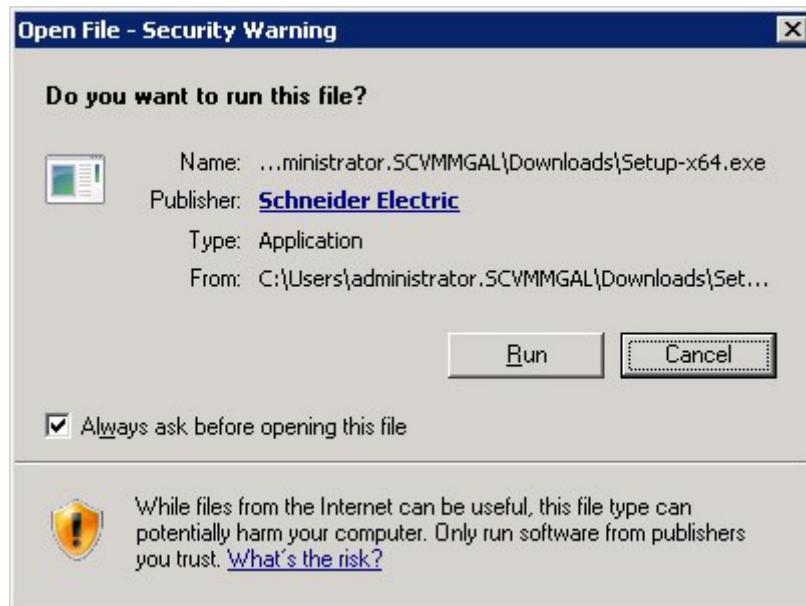 Open File - Security Warning
Do you want to run this file?
Name: ...ministrator.SCVMMGAL\Downloads\Setup-x64.exe
Publisher: Schneider Electric
Type: Application
From: C:\Users\administrator.SCVMMGAL\Downloads\Set...
Run Cancel
Always ask before opening this file
While files from the Internet can be useful, this file type can
potentially harm your computer. Only run software from publishers
you trust. What's the risk?